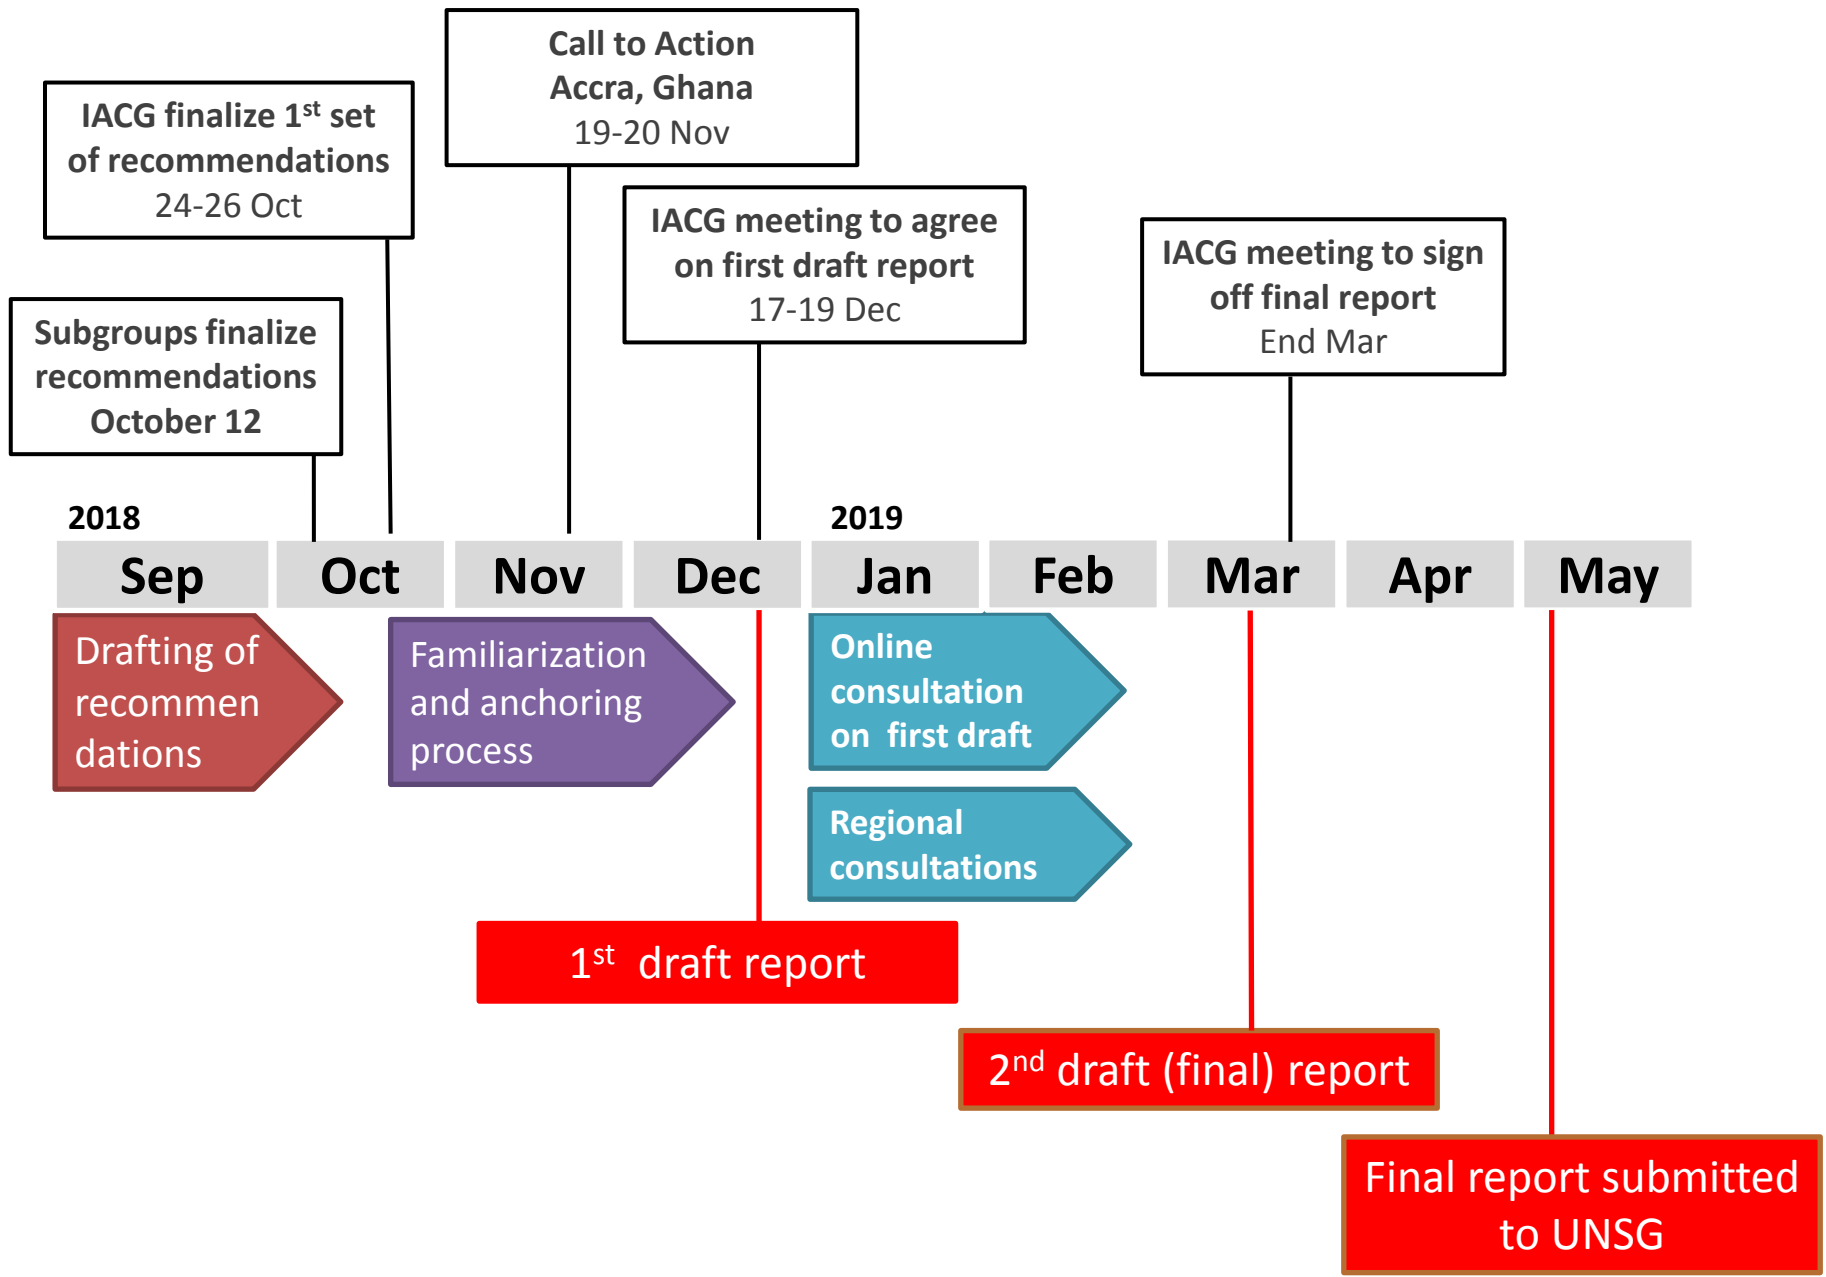 Call to Action
Accra, Ghana
19-20 Nov
IACG finalize 1st set
of recommendations
24-26 Oct
IACG meeting to agree
on first draft report
17-19 Dec
IACG meeting to sign
off final report
End Mar
Subgroups finalize
recommendations
October 12
2018
2019
Sep
Oct
Nov
Dec
Jan
Feb
Mar
Apr
May
Drafting of
recommen
dations
Familiarization
and anchoring
process
Online
consultation
on first draft
Regional
consultations
1st draft report
2nd draft (final) report
Final report submitted
to UNSG